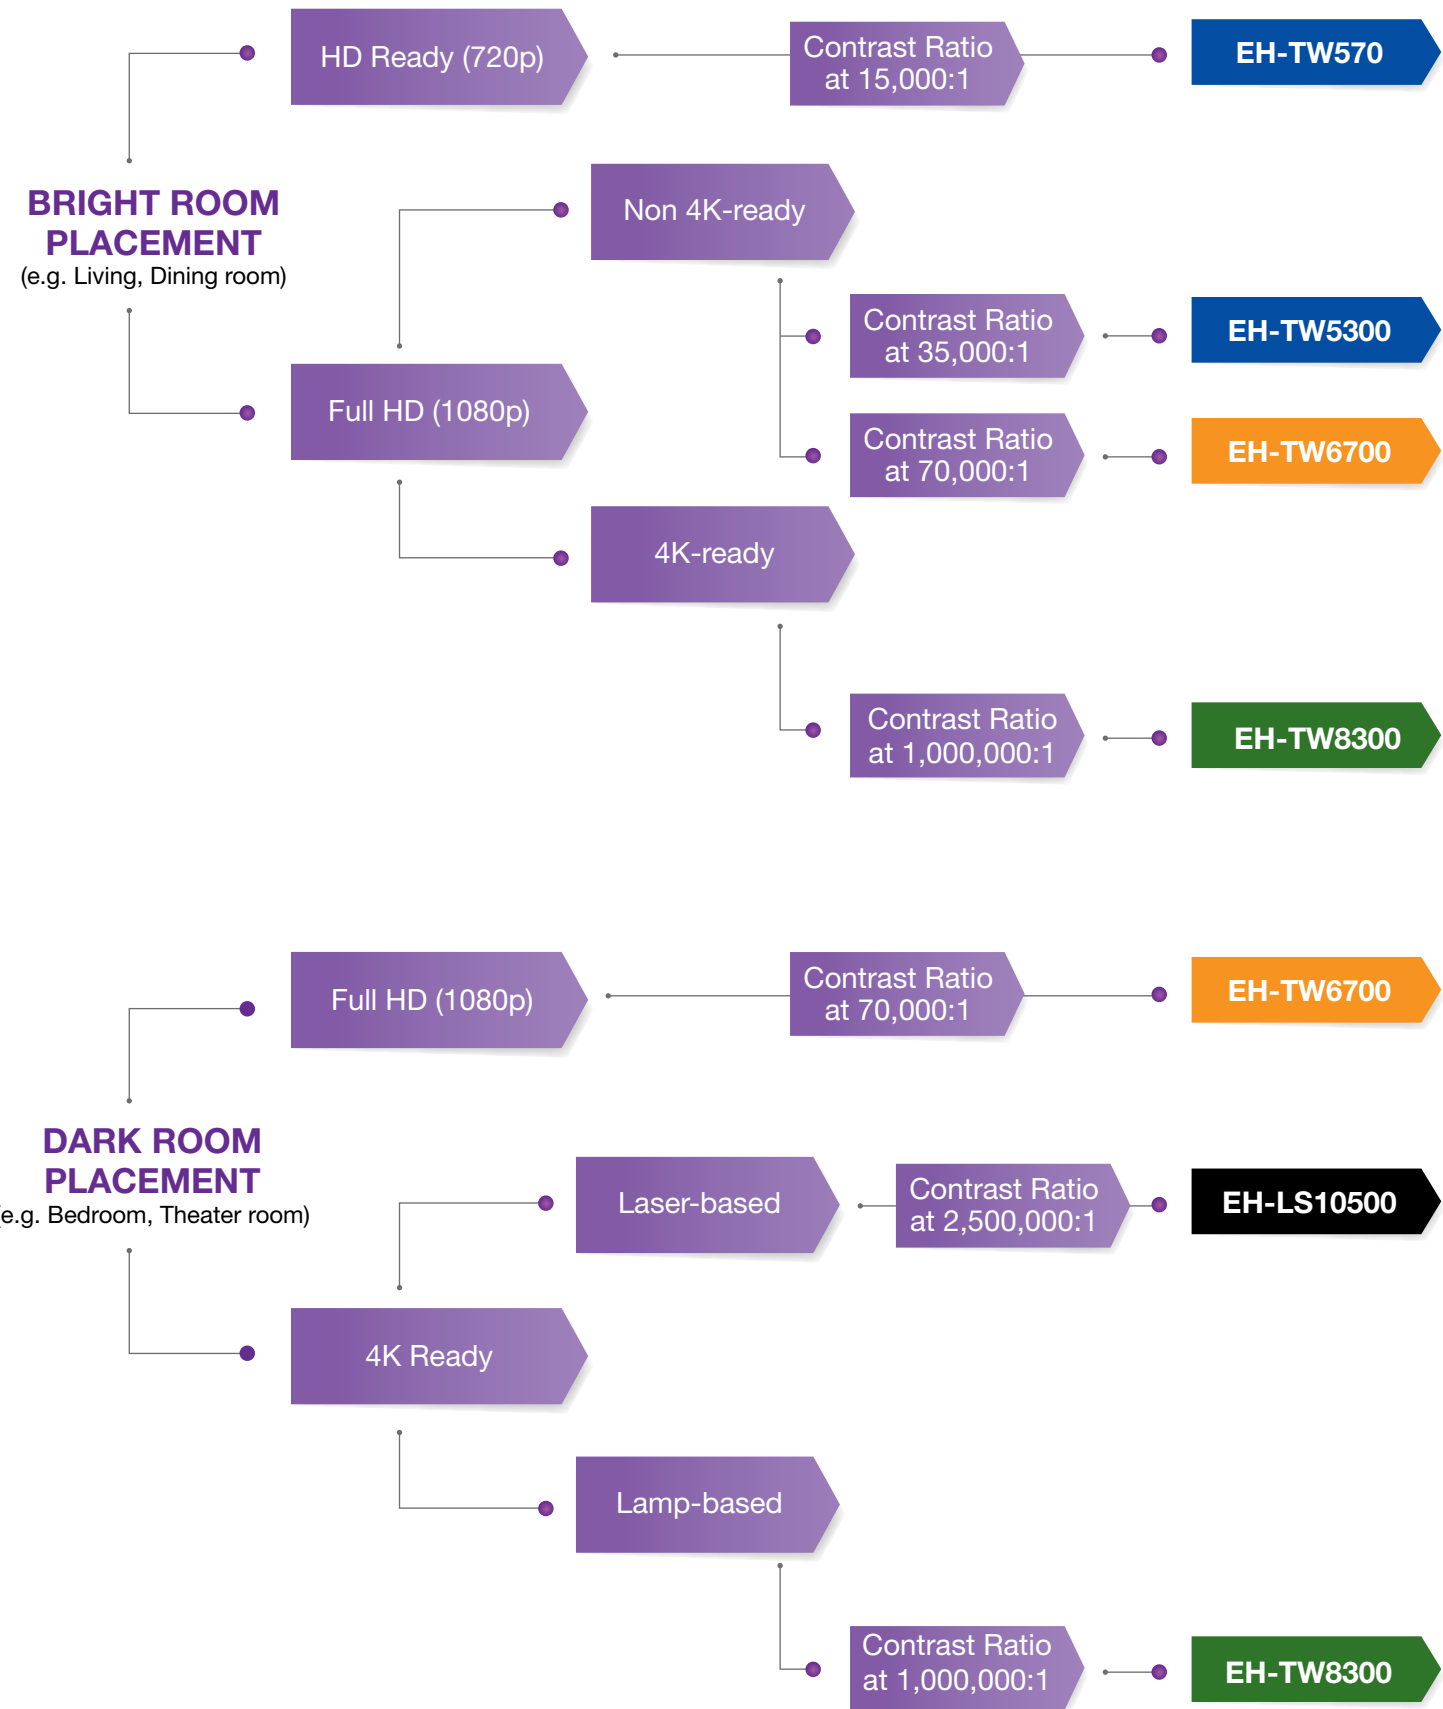 HD Ready (720p)
Contrast Ratio
at 15,000:1
EH-TW570
BRIGHT ROOM
PLACEMENT
(e.g. Living, Dining room)
Non 4K-ready
Contrast Ratio
at 35,000:1
EH-TW5300
Full HD (1080p)
Contrast Ratio
at 70,000:1
EH-TW6700
4K-ready
Contrast Ratio
at 1,000,000:1
EH-TW8300
Full HD (1080p)
Contrast Ratio
at 70,000:1
EH-TW6700
DARK ROOM
PLACEMENT
(e.g. Bedroom, Theater room)
Laser-based
Contrast Ratio
at 2,500,000:1
EH-LS10500
4K Ready
Lamp-based
Contrast Ratio
at 1,000,000:1
EH-TW8300